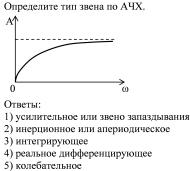 Определите тип звена по АЧХ.
A
0
ω
Ответы:
1) усилительное или звено запаздывания
2) инерционное или апериодическое
3) интегрирующее
4) реальное дифференцирующее
5) колебательное